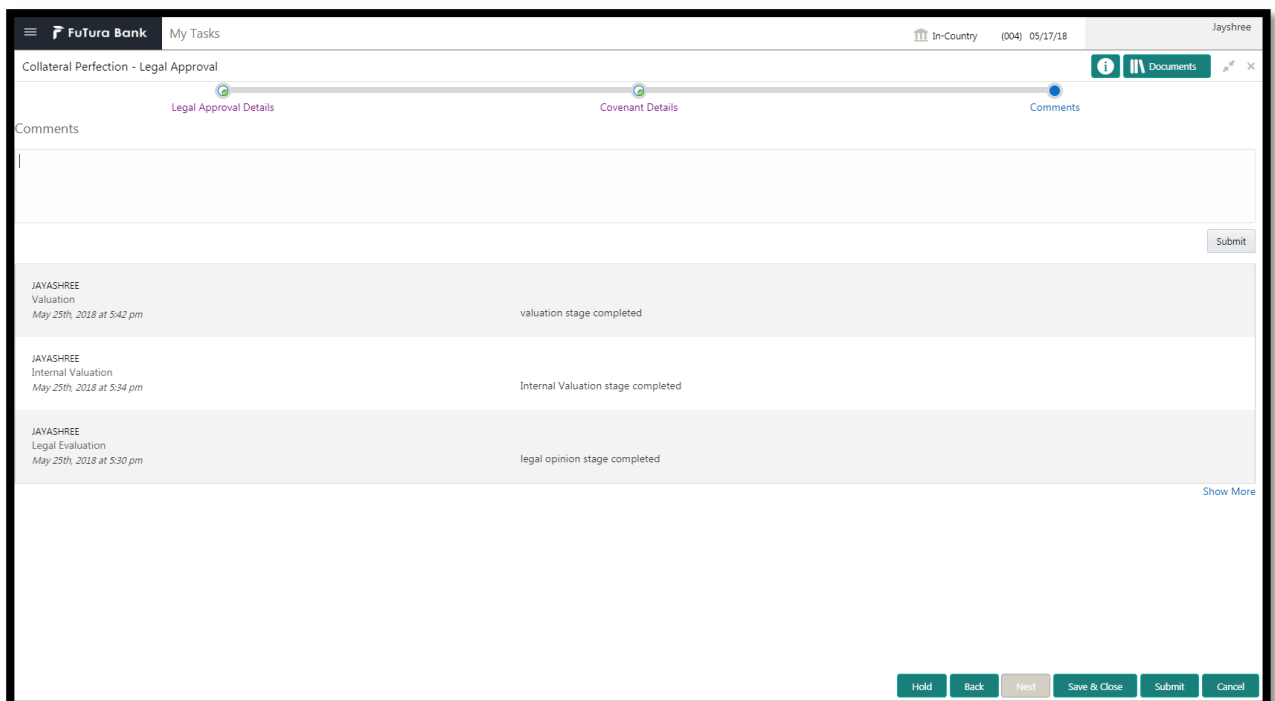 FuTura Bank
My Tasks
In-Country (004) 05/17/18
Jayshree
Collateral Perfection - Legal Approval
Documents
Legal Approval Details
Covenant Details
Comments
Comments
Submit
JAYASHREE
Valuation
May 25th, 2018 at 5:42 pm
valuation stage completed
JAYASHREE
Internal Valuation
May 25th, 2018 at 5:34 pm
Internal Valuation stage completed
JAYASHREE
Legal Evaluation
May 25th, 2018 at 5:30 pm
legal opinion stage completed
Show More
Hold Back Next Save & Close Submit Cancel